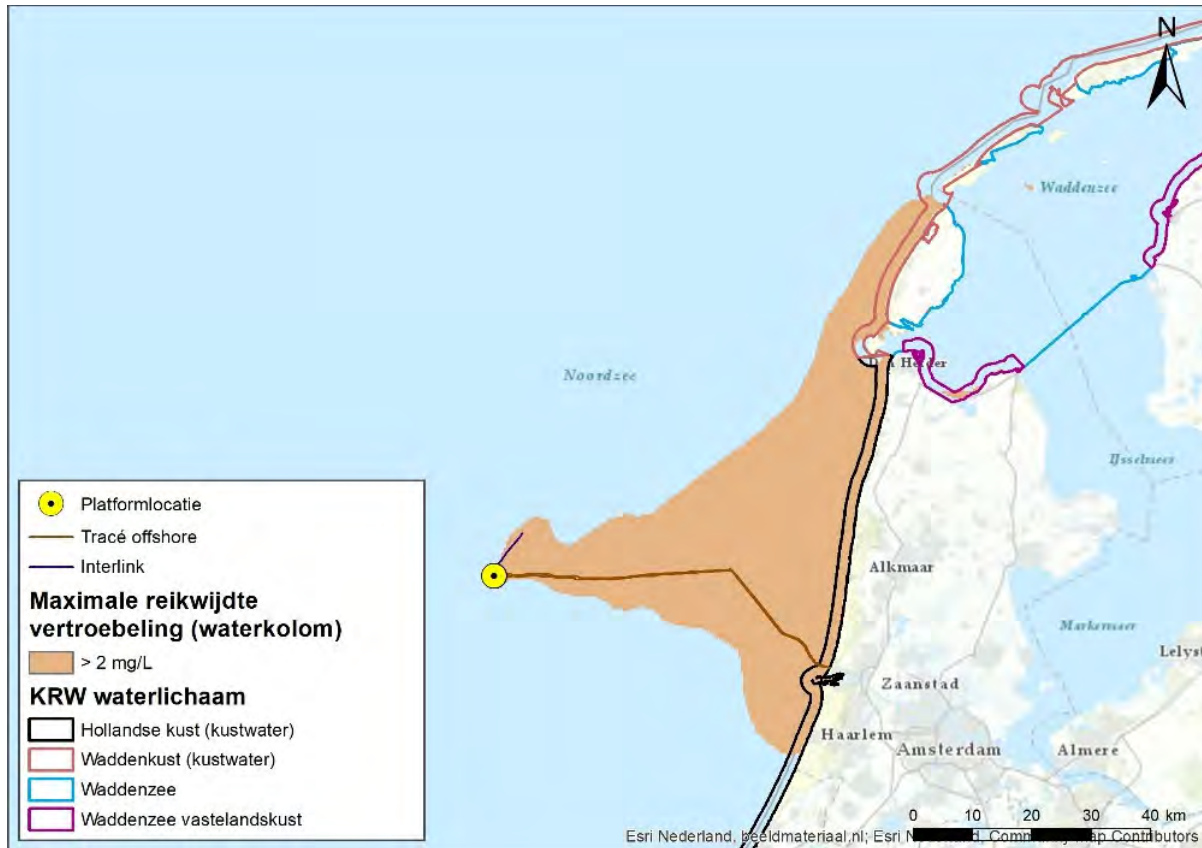 N
Waddenzee
Noordzee
Den Helder
IJsselmeer
Alkmaar
Markermeer
Lelyst
Zaanstad
Haarlem
Amsterdam
Almere
Platformlocatie
Tracé offshore
Interlink
Maximale reikwijdte
vertroebeling (waterkolom)
> 2 mg/L
KRW waterlichaam
Hollandse kust (kustwater)
Waddenkust (kustwater)
Waddenzee
Waddenzee vastelandskust
0 10 20 30 40 km
Esri Nederland, beeldmateriaal.nl; Esri Community Map Contributors